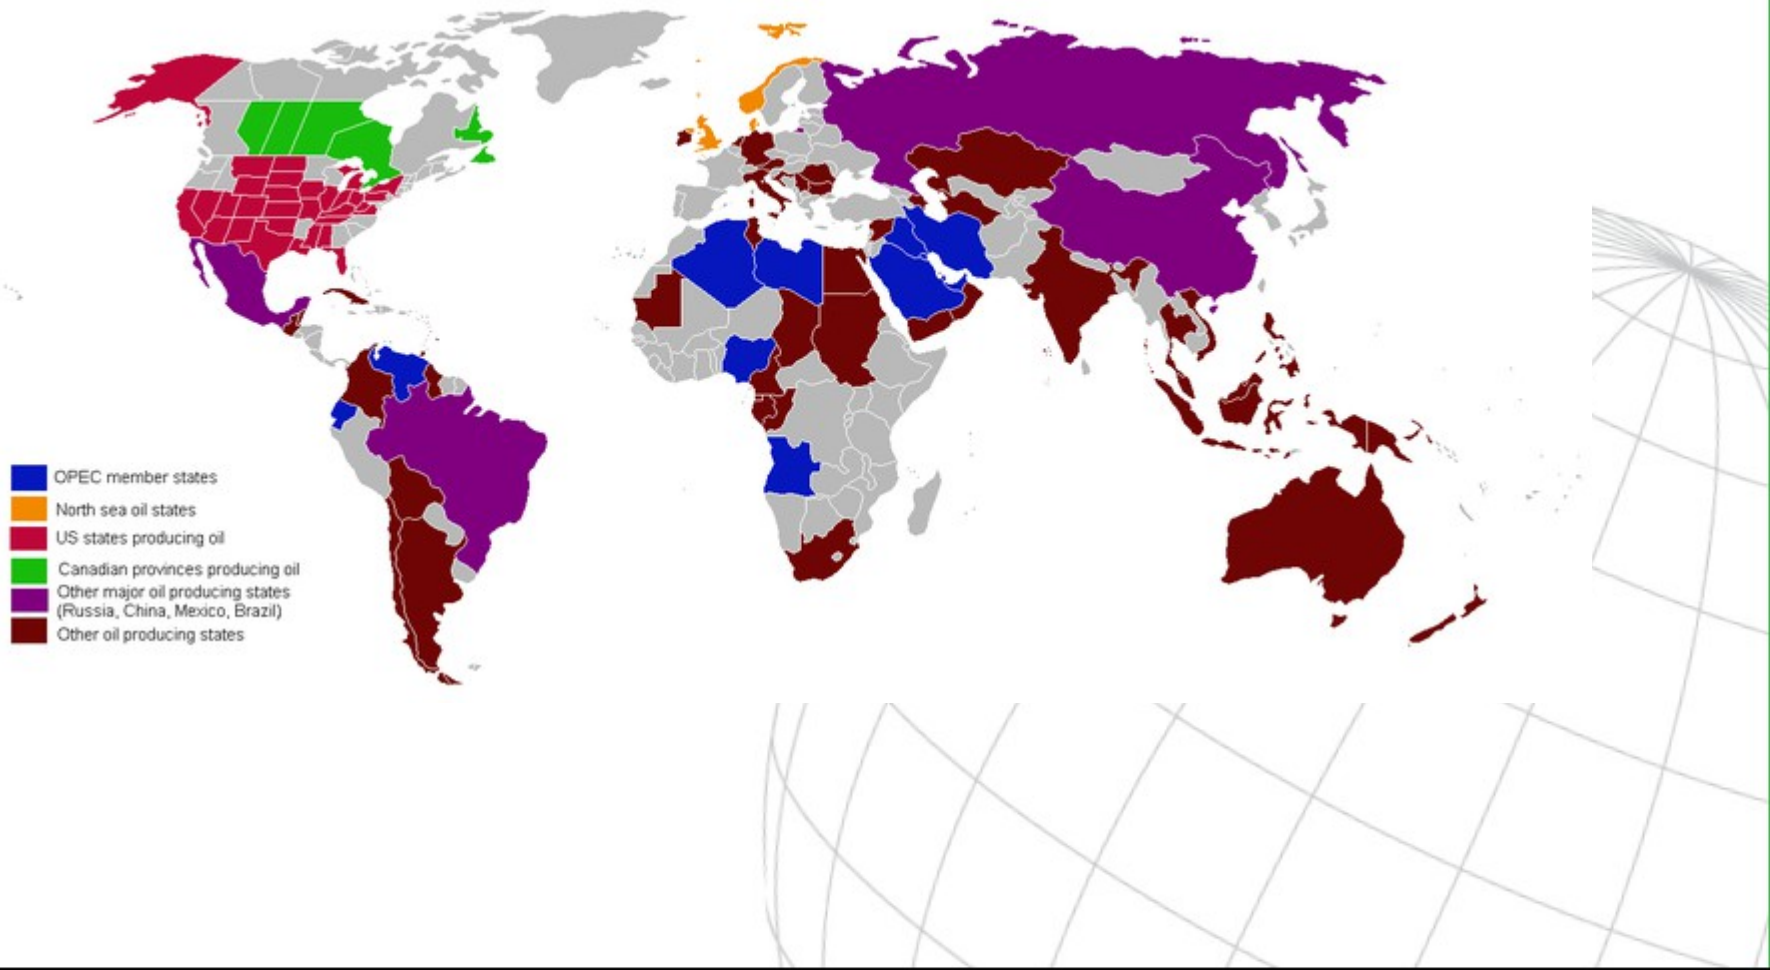 OPEC member states
North sea oil states
US states producing oil
Canadian provinces producing oil
Other major oil producing states
(Russia, China, Mexico, Brazil)
Other oil producing states